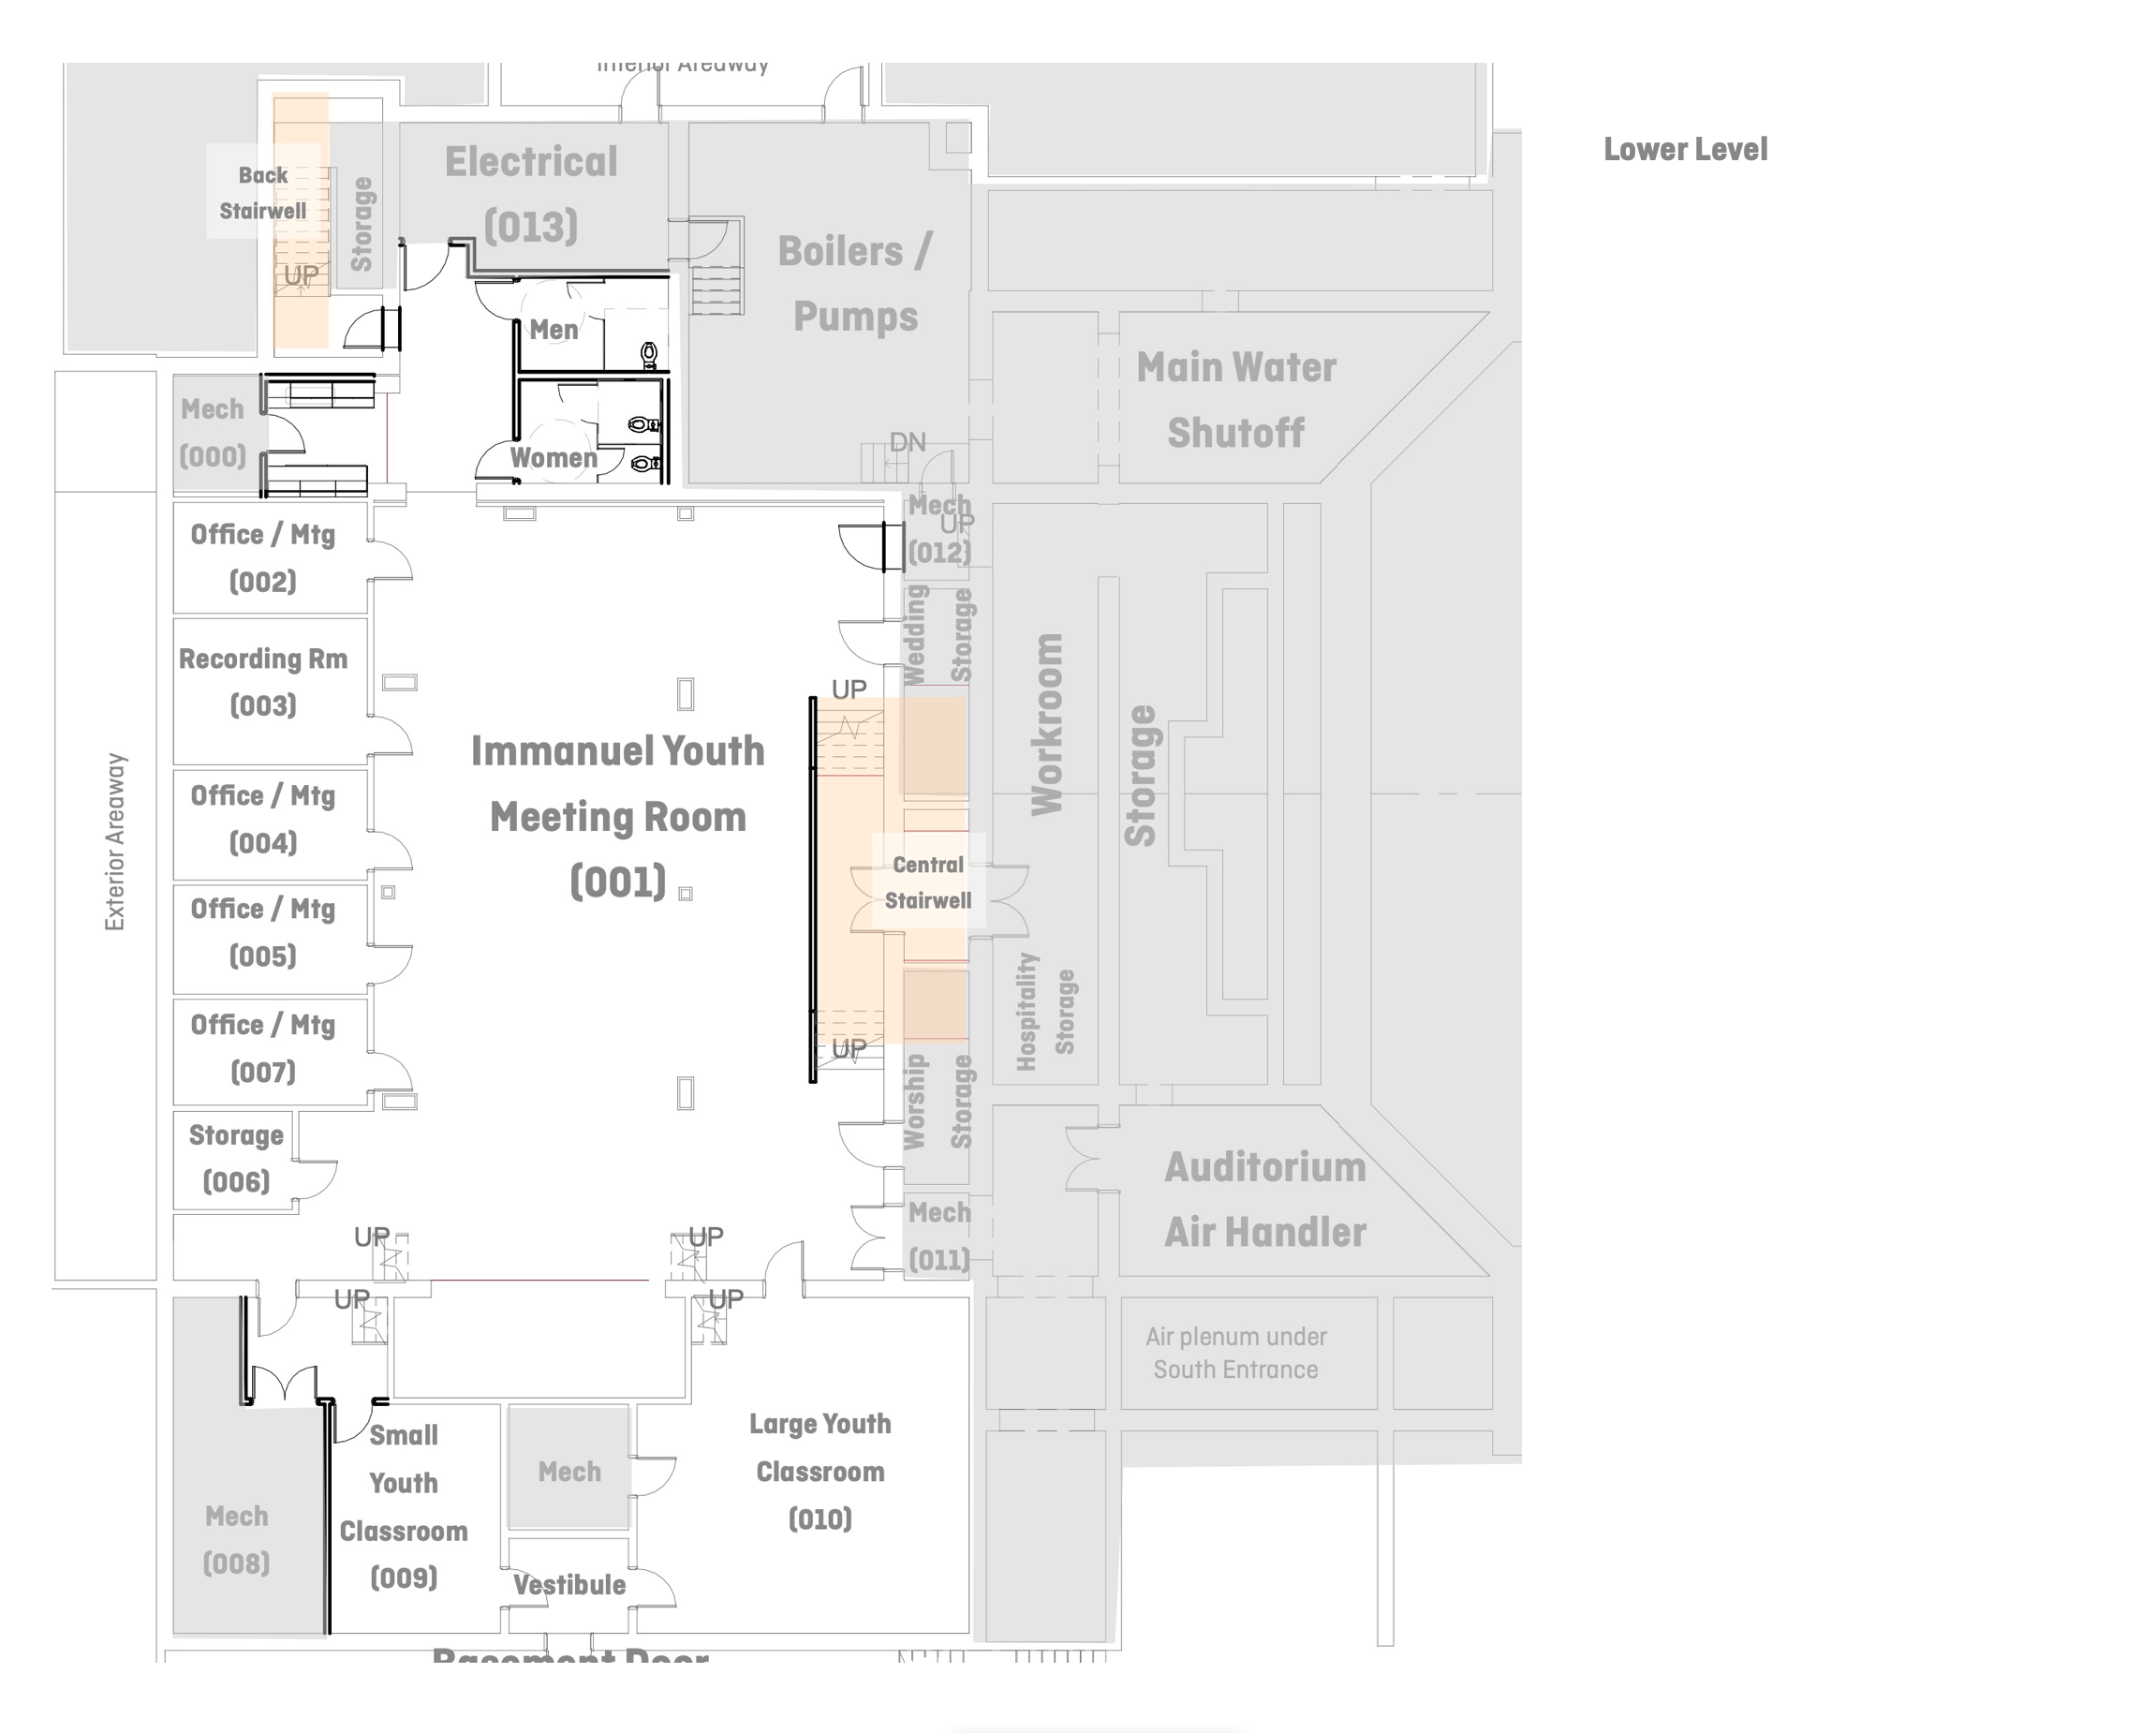 Interior Areaway
Lower Level
Back
Stairwell
UP
Storage
Electrical
(013)
Boilers /
Pumps
Men
Women
Main Water
Shutoff
Mech
(000)
DN
Mech
UP
(012)
Office / Mtg
(002)
Recording Rm
(003)
Office / Mtg
(004)
Office / Mtg
(005)
Office / Mtg
(007)
Storage
(006)
Exterior Areaway
Immanuel Youth
Meeting Room
(001)
Wedding
Storage
UP
Central
Stairwell
UP
Worship
Storage
Workroom
Storage
Hospitality
Storage
Mech
(011)
Auditorium
Air Handler
UP
UP
UP
UP
Air plenum under
South Entrance
Mech
(008)
Small
Youth
Classroom
(009)
Mech
Vestibule
Large Youth
Classroom
(010)
Basement Door